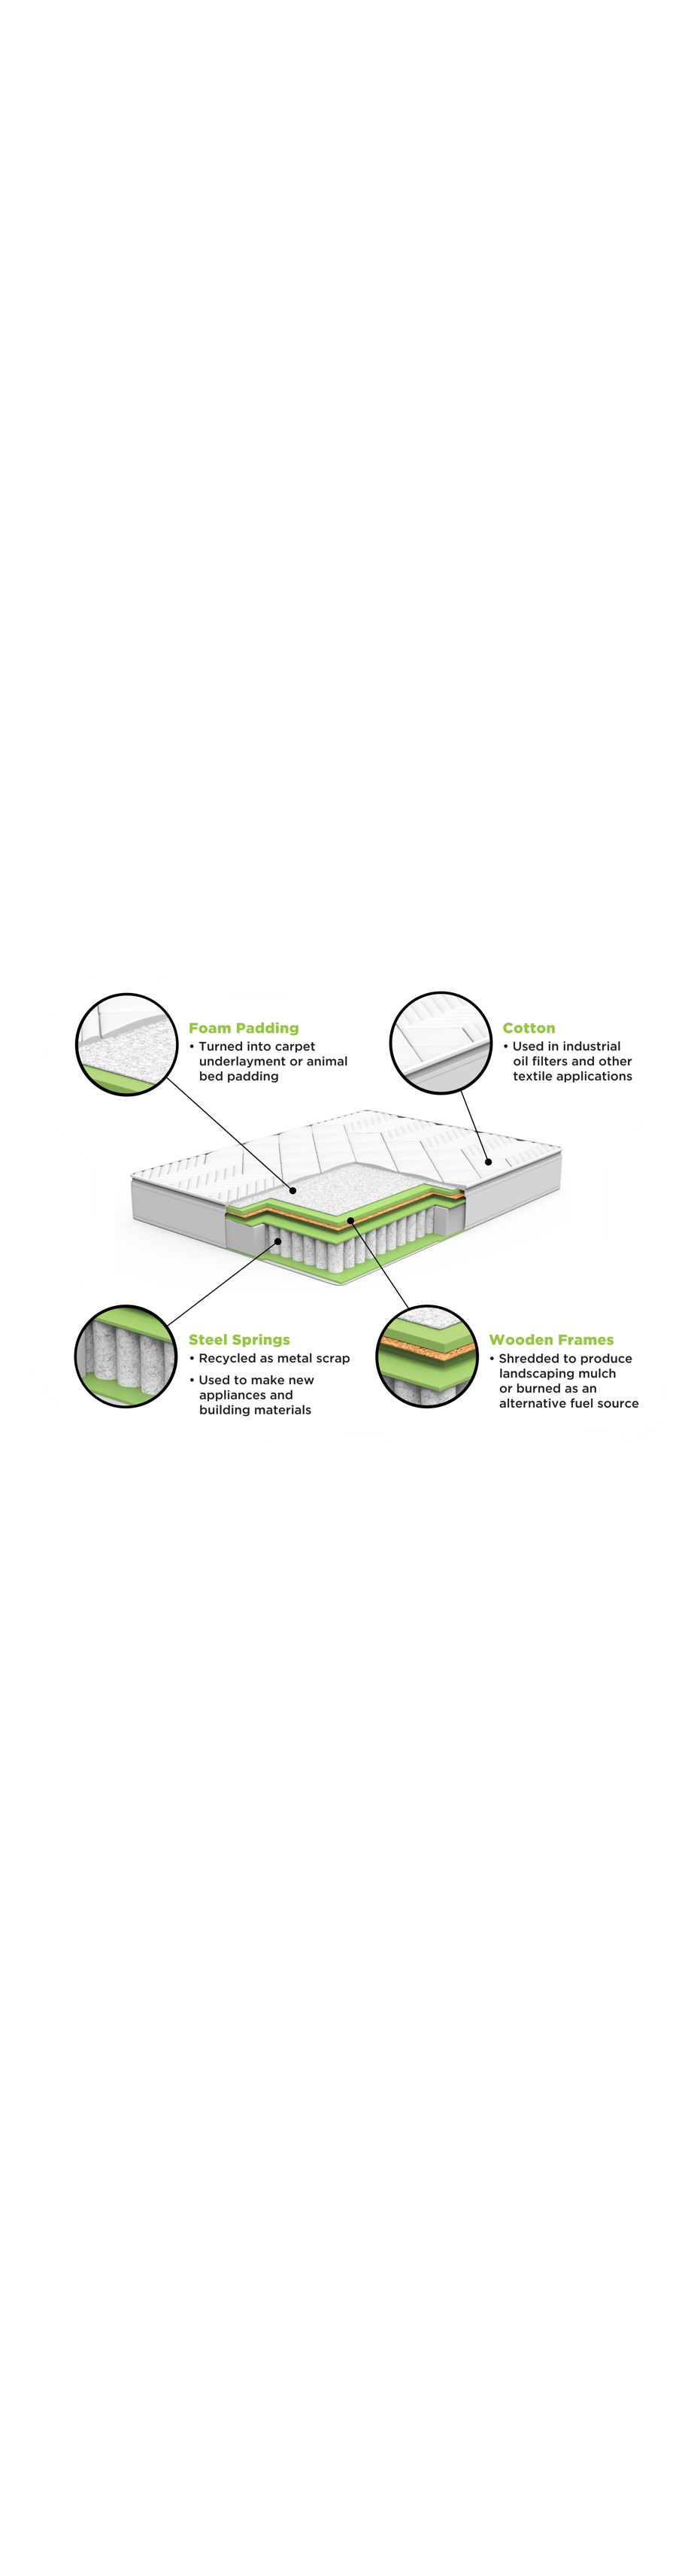 Foam Padding
• Turned into carpet
underlayment or animal
bed padding
Cotton
• Used in industrial
oil filters and other
textile applications
Steel Springs
• Recycled as metal scrap
• Used to make new
appliances and
building materials
Wooden Frames
• Shredded to produce
landscaping mulch
or burned as an
alternative fuel source